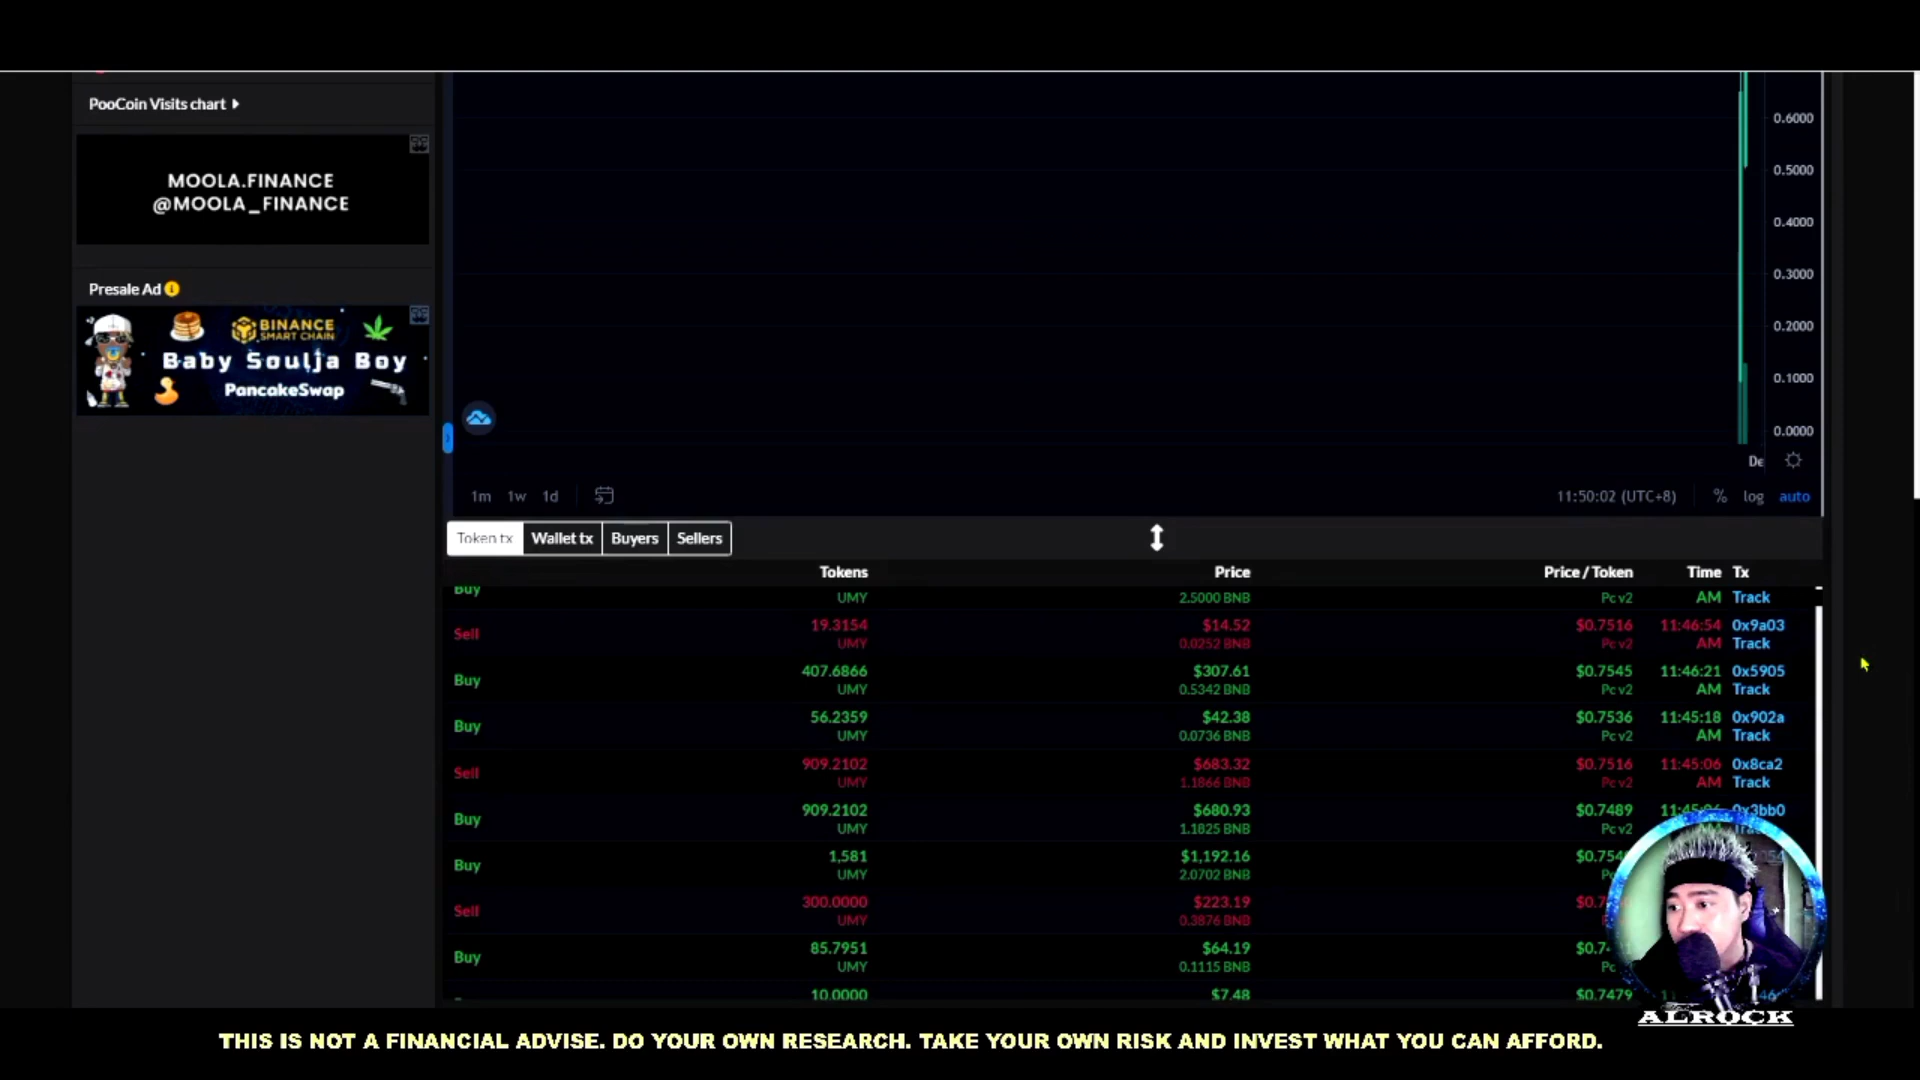 PooCoin Visits chart
MOOLA.FINANCE
@MOOLA_FINANCE
Presale Ad
BINANCE
SMART CHAIN
Baby Soulja Boy
PancakeSwap
0.6000
0.5000
0.4000
0.3000
0.2000
0.1000
0.0000
De
1m 1w 1d 11:50:02 (UTC+8) % log auto
Token tx Wallet tx Buyers Sellers
Tokens Price Price / Token Time Tx
Buy UMY 2.5000 BNB Pc v2 AM Track
Sell 19.3154 $14.52 $0.7516 11:46:54 0x9a03
UMY 0.0252 BNB Pc v2 AM Track
Buy 407.6866 $307.61 $0.7545 11:46:21 0x5905
UMY 0.5342 BNB Pc v2 AM Track
Buy 56.2359 $42.38 $0.7536 11:45:18 0x902a
UMY 0.0736 BNB Pc v2 AM Track
Sell 909.2102 $683.32 $0.7516 11:45:06 0x8ca2
UMY 1.1866 BNB Pc v2 AM Track
Buy 909.2102 $680.93 $0.7489 0x3bb0
UMY 1.1825 BNB Pc v2
Buy 1,581 $1,192.16
UMY 2.0702 BNB
Sell 300.0000 $223.19
UMY 0.3876 BNB
Buy 85.7951 $64.19
UMY 0.1115 BNB
10.0000 $7.48 $0.7479
ALROCK
THIS IS NOT A FINANCIAL ADVISE. DO YOUR OWN RESEARCH. TAKE YOUR OWN RISK AND INVEST WHAT YOU CAN AFFORD.